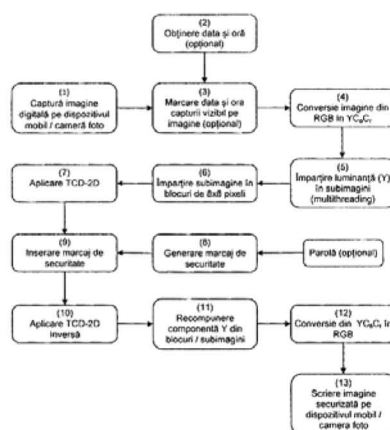 (2)
Obținere data și oră
(opțional)
(1)
Captură imagine
digitală pe dispozitivul
mobil / cameră foto
(3)
Marcare data și ora
capturii vizibil pe
imagine (opțional)
(4)
Conversie imagine din
RGB în YCBCr
(7)
Aplicare TCD-2D
(6)
Împărțire subimagine în
blocuri de 8x8 pixeli
(5)
Împărțire luminanță (Y)
în subimagini
(multithreading)
(9)
Inserare marcaj de
securitate
(8)
Generare marcaj de
securitate
Parolă (opțional)
(10)
Aplicare TCD-2D
inversă
(11)
Recompunere
componentă Y din
blocuri / subimagini
(12)
Conversie din YCBCr în
RGB
(13)
Scriere imagine
securizată pe
dispozitivul mobil /
camera foto